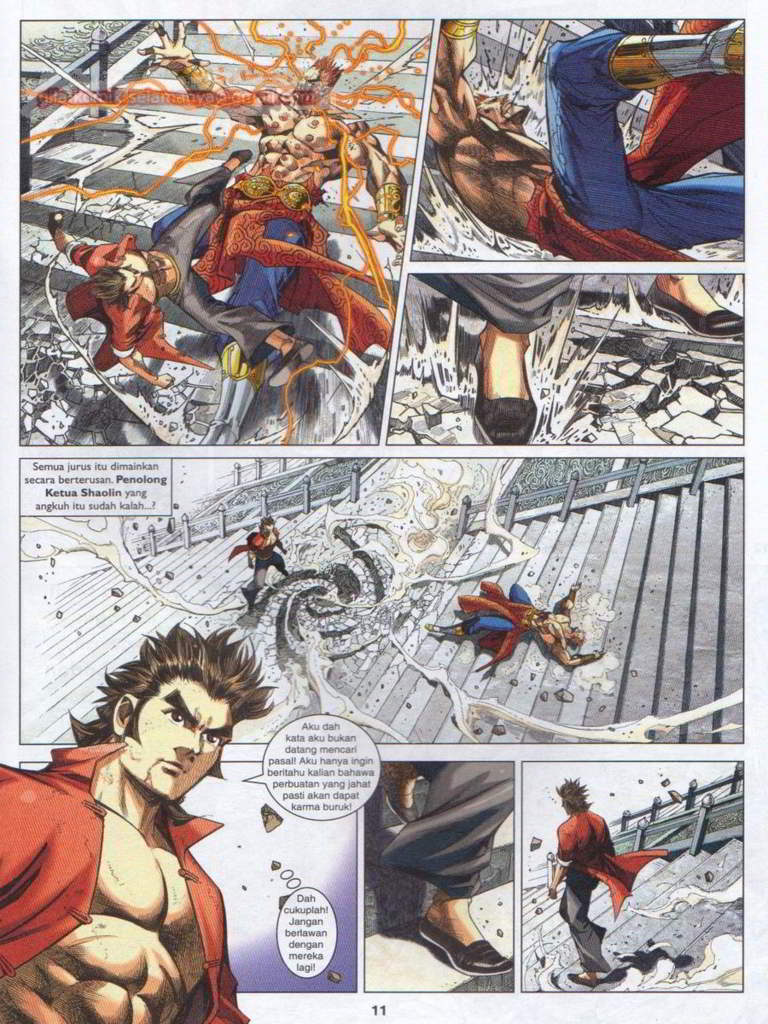 Semua jurus itu dimainkan
secara berterusan. Penolong
Ketua Shaolin yang
angkuh itu sudah kalah...?
Aku dah
kata aku bukan
datang mencari
pasal! Aku hanya ingin
beritahu kalian bahawa
perbuatan yang jahat
pasti akan dapat
karma buruk!
Dah
cukuplah!
Jangan
berlawan
dengan
mereka
lagi!
11